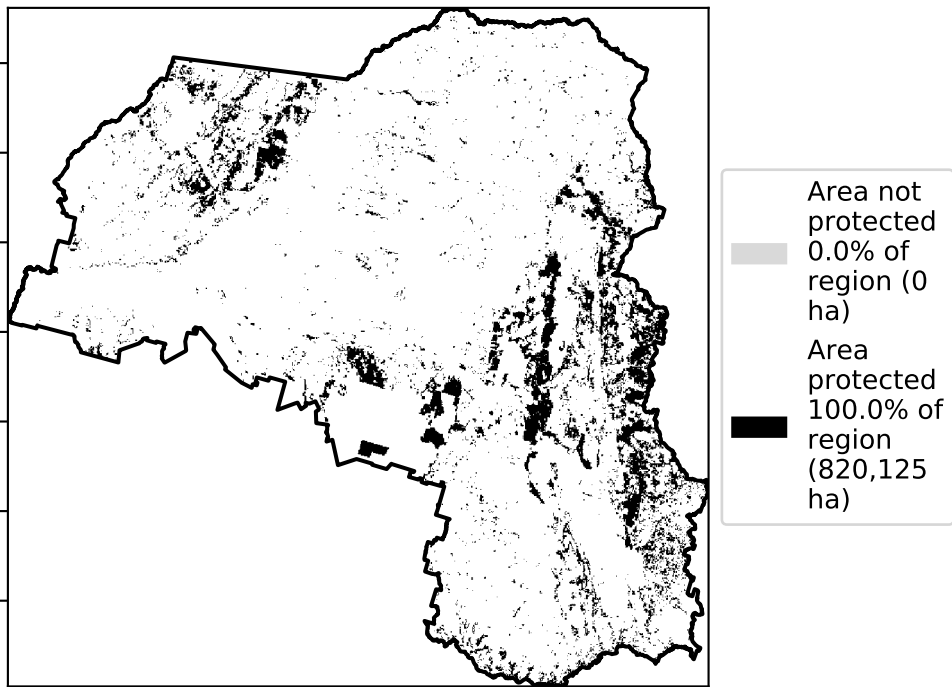 Area not
protected
0.0% of
region (0
ha)
Area
protected
100.0% of
region
(820,125
ha)